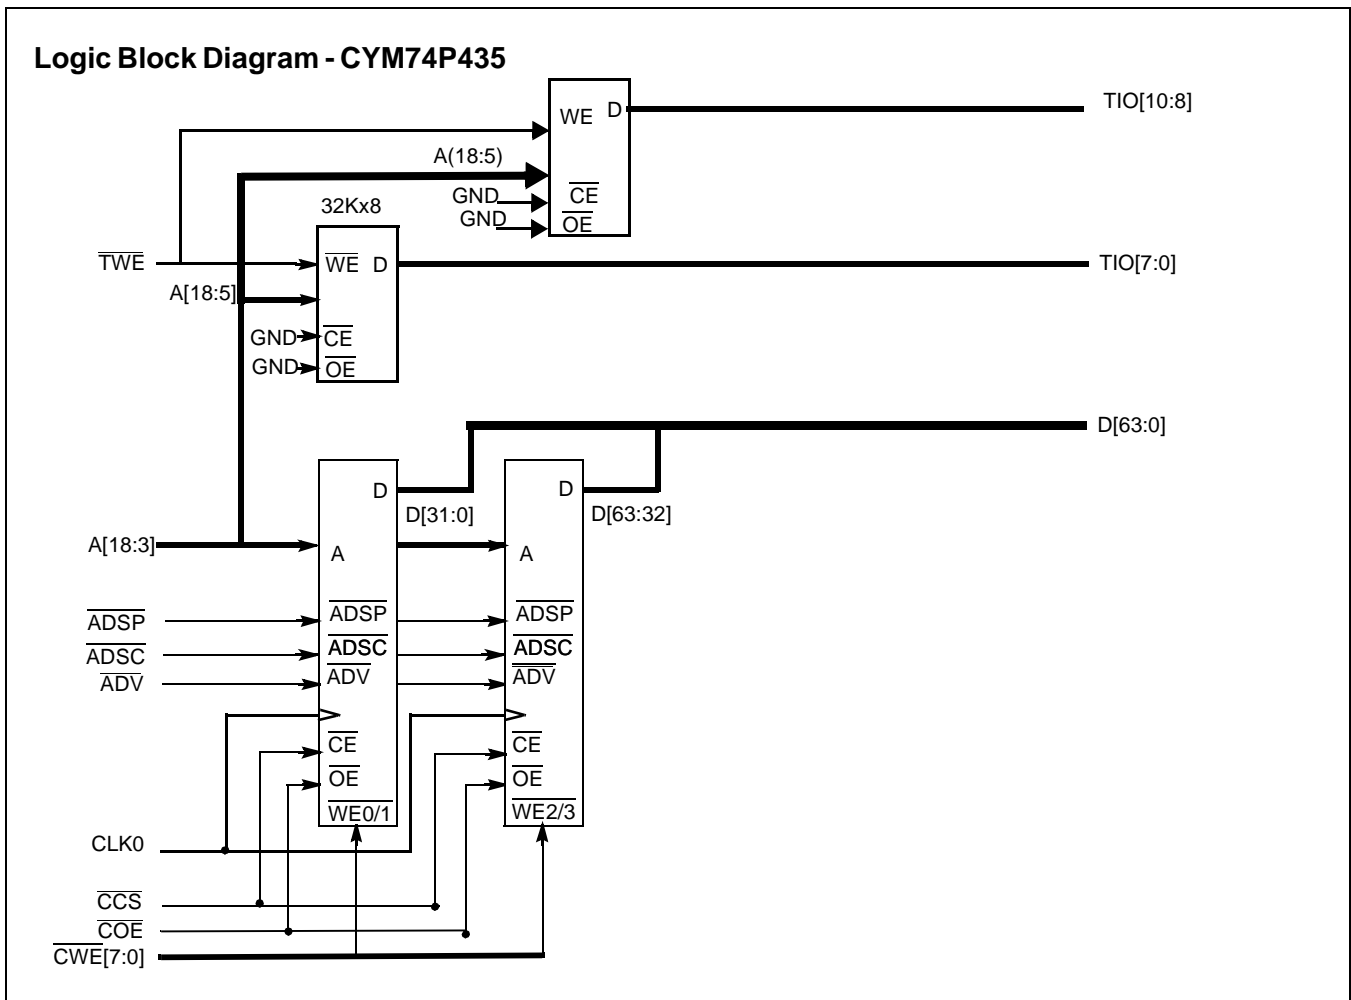 Logic Block Diagram - CYM74P435
WE D
TIO[10:8]
A(18:5)
GND
CE
GND
OE
32Kx8
TWE
WE D
TIO[7:0]
A[18:5]
GND
CE
GND
OE
D[63:0]
D
D
D[31:0]
D[63:32]
A[18:3]
A
A
ADSP
ADSP
ADSP
ADSC
ADSC
ADSC
ADV
ADV
ADV
CE
CE
OE
OE
WE0/1
WE2/3
CLK0
CCS
COE
CWE[7:0]